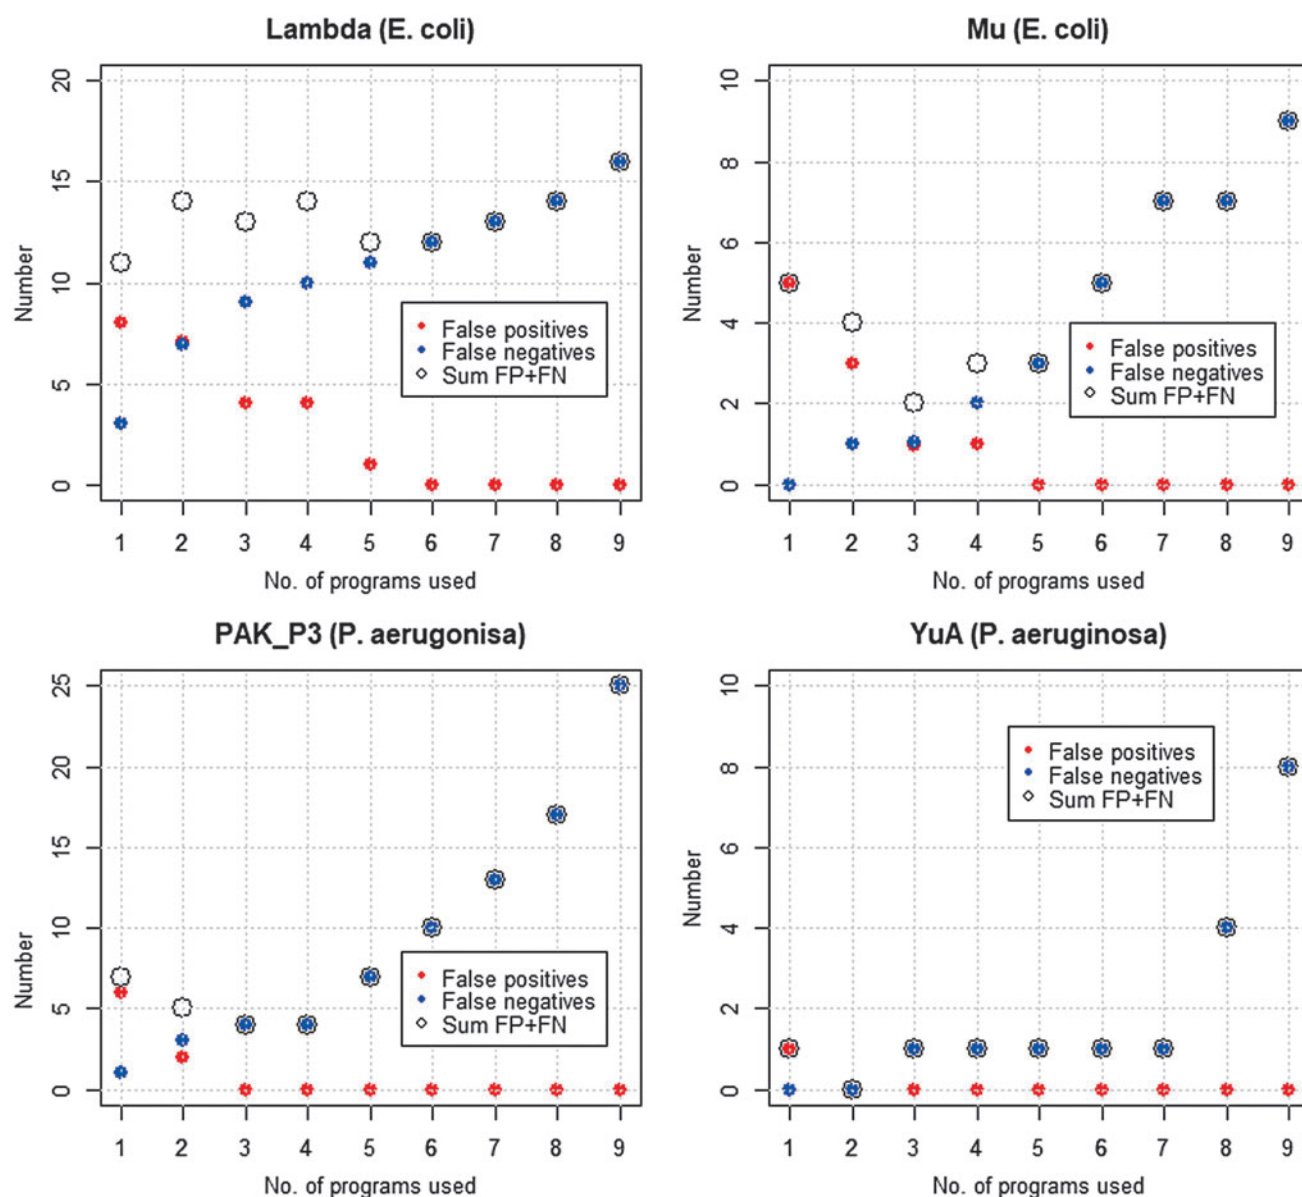 Lambda (E. coli)
20
15
10
5
0
Number
False positives
False negatives
Sum FP+FN
1 2 3 4 5 6 7 8 9
No. of programs used
Mu (E. coli)
10
8
6
4
2
0
Number
False positives
False negatives
Sum FP+FN
1 2 3 4 5 6 7 8 9
No. of programs used
PAK_P3 (P. aerugonisa)
25
20
15
10
5
0
Number
False positives
False negatives
Sum FP+FN
1 2 3 4 5 6 7 8 9
No. of programs used
YuA (P. aeruginosa)
10
8
6
4
2
0
Number
False positives
False negatives
Sum FP+FN
1 2 3 4 5 6 7 8 9
No. of programs used